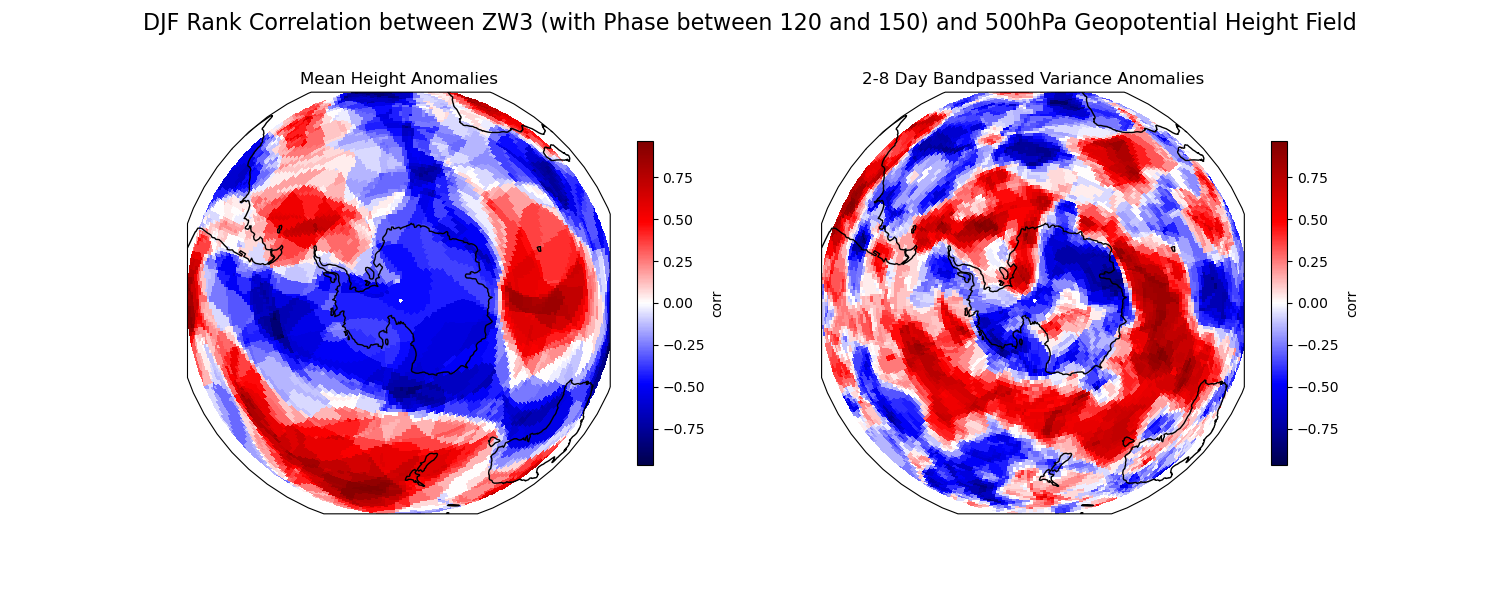 DJF Rank Correlation between ZW3 (with Phase between 120 and 150) and 500hPa Geopotential Height Field
Mean Height Anomalies
0.75
0.50
0.25
0.00
−0.25
−0.50
−0.75
corr
2-8 Day Bandpassed Variance Anomalies
0.75
0.50
0.25
0.00
−0.25
−0.50
−0.75
corr